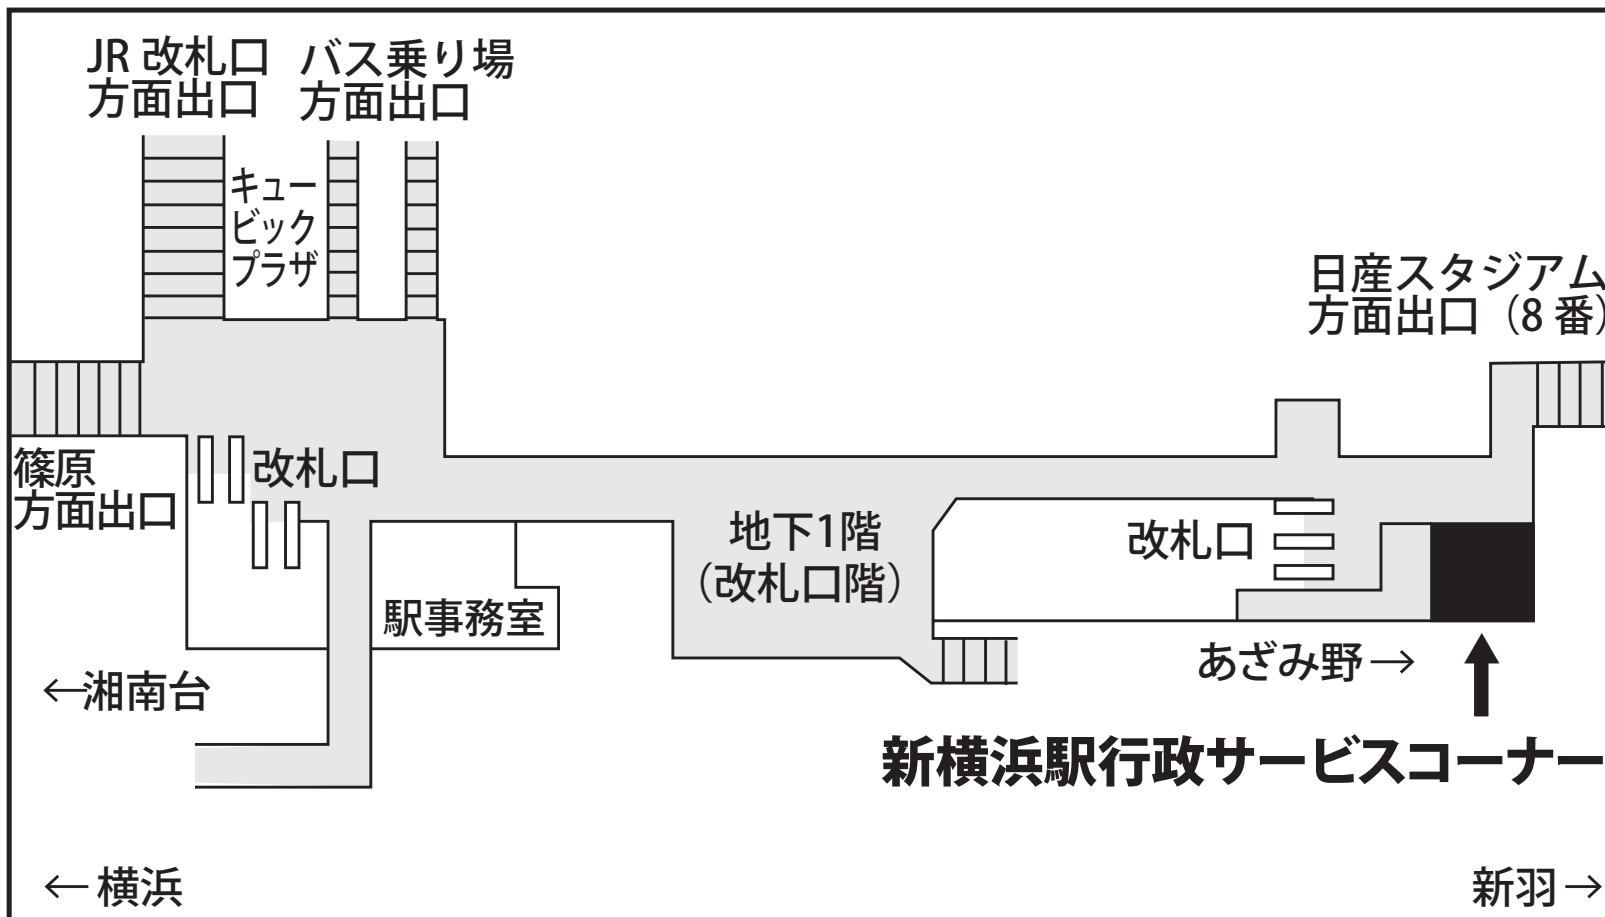 JR 改札口
方面出口
バス乗り場
方面出口
キュー
ビック
プラザ
日産スタジアム
方面出口（8 番）
篠原
方面出口
改札口
地下1階
（改札口階）
改札口
駅事務室
あざみ野→
←湘南台
新横浜駅行政サービスコーナー
←横浜
新羽→